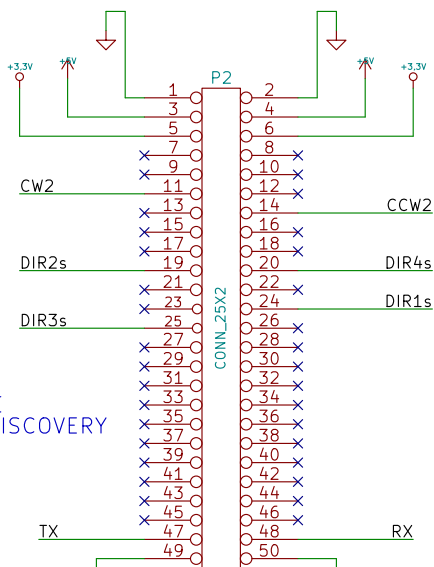 P2
+3,3V +5V 1 2 +5V +3,3V
3 4
5 6
7 8
9 10
CW2 11 12
13 14 CCW2
15 16
17 18
DIR2s 19 20 DIR4s
21 22
23 24 DIR1s
DIR3s 25 26
27 28
29 30
31 32
33 34
35 36
ISCOVERY
37 38
39 40
41 42
43 44
45 46
TX 47 48 RX
49 50
CONN_25X2